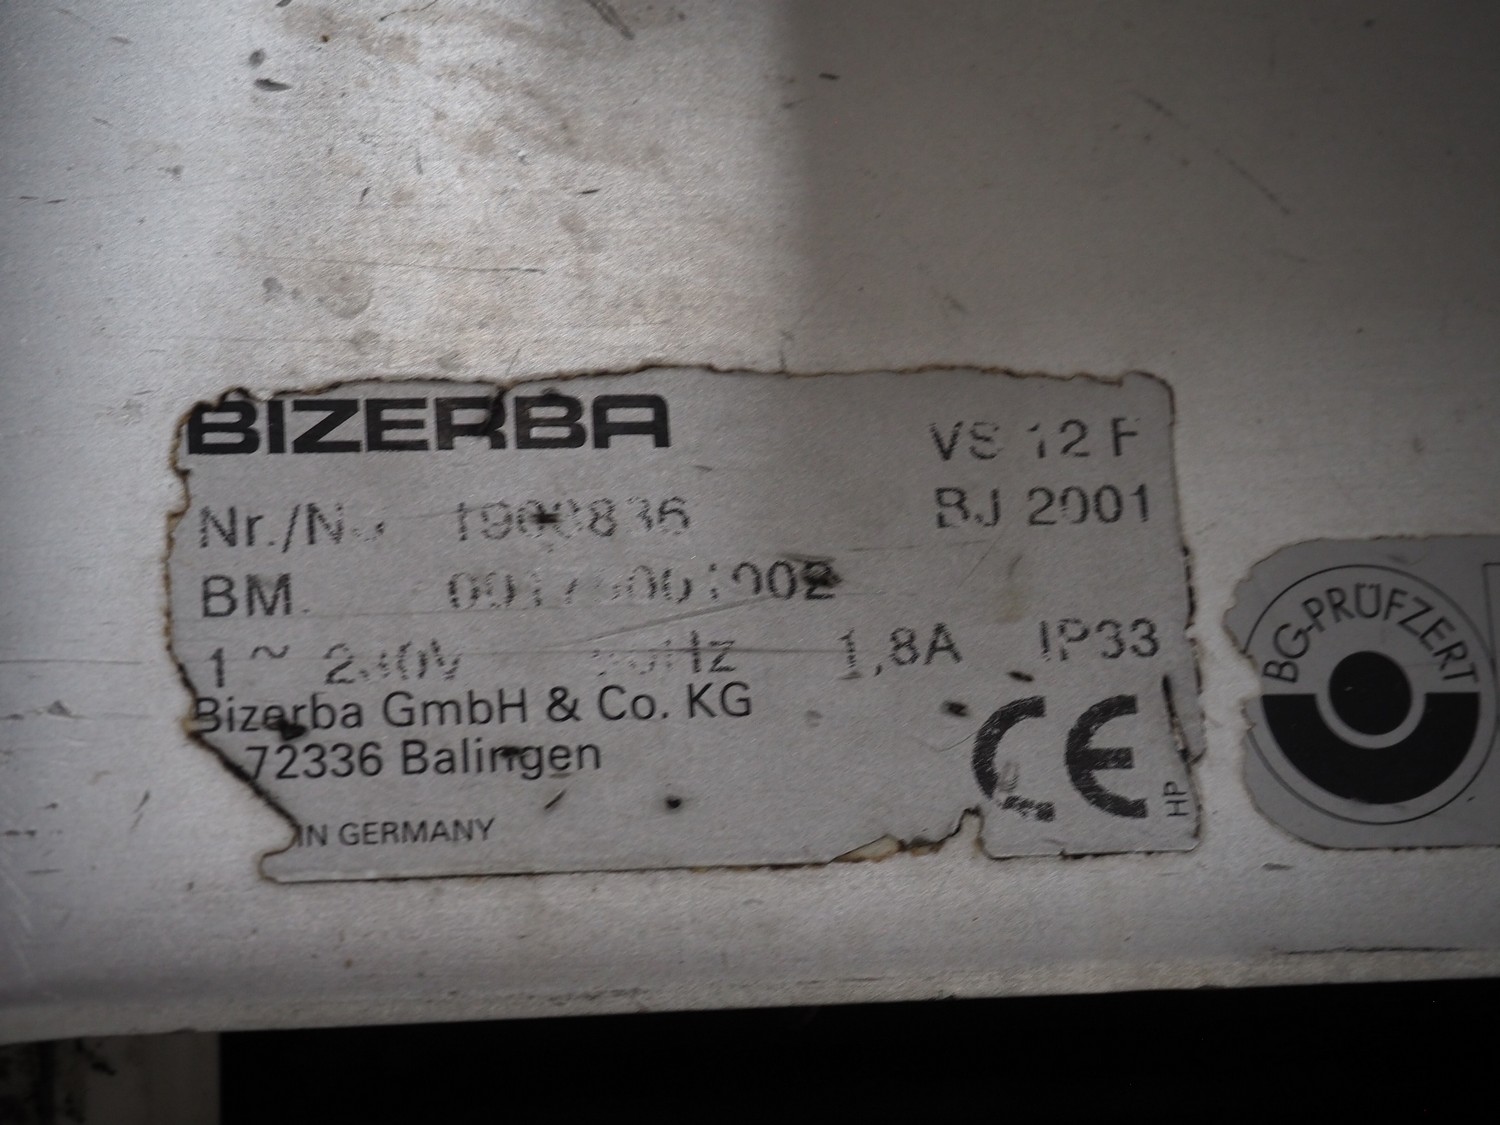 BIZERBA
VS 12 F
Nr./No
BJ 2001
BM.
1 ~ 1,8A IP33
Bizerba GmbH & Co. KG
72336 Balingen
CE
HP
IN GERMANY
BG-PRÜFZERT